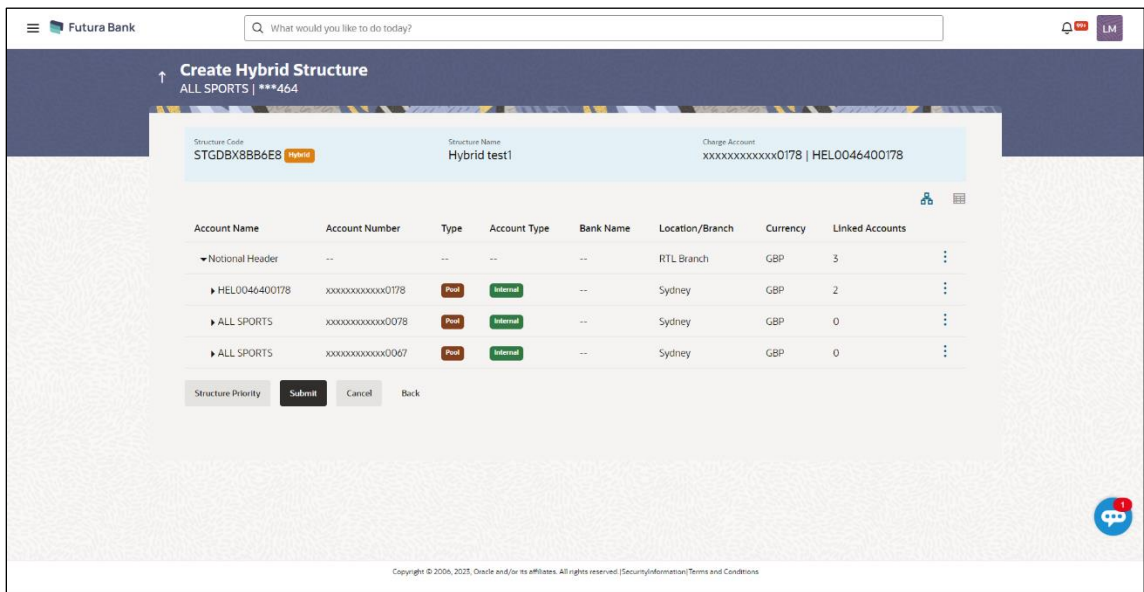 Futura Bank
What would you like to do today?
99+
LM
Create Hybrid Structure
ALL SPORTS | ***464
Structure Code
STGDBX8BB6E8 Hybrid
Structure Name
Hybrid test1
Charge Account
xxxxxxxxxxxx0178 | HEL0046400178
Account Name Account Number Type Account Type Bank Name Location/Branch Currency Linked Accounts
Notional Header -- -- -- -- RTL Branch GBP 3
HEL0046400178 xxxxxxxxxxxx0178 Pool Internal -- Sydney GBP 2
ALL SPORTS xxxxxxxxxxxx0078 Pool Internal -- Sydney GBP 0
ALL SPORTS xxxxxxxxxxxx0067 Pool Internal -- Sydney GBP 0
Structure Priority Submit Cancel Back
1
Copyright © 2006, 2023, Oracle and/or its affiliates. All rights reserved.|SecurityInformation|Terms and Conditions